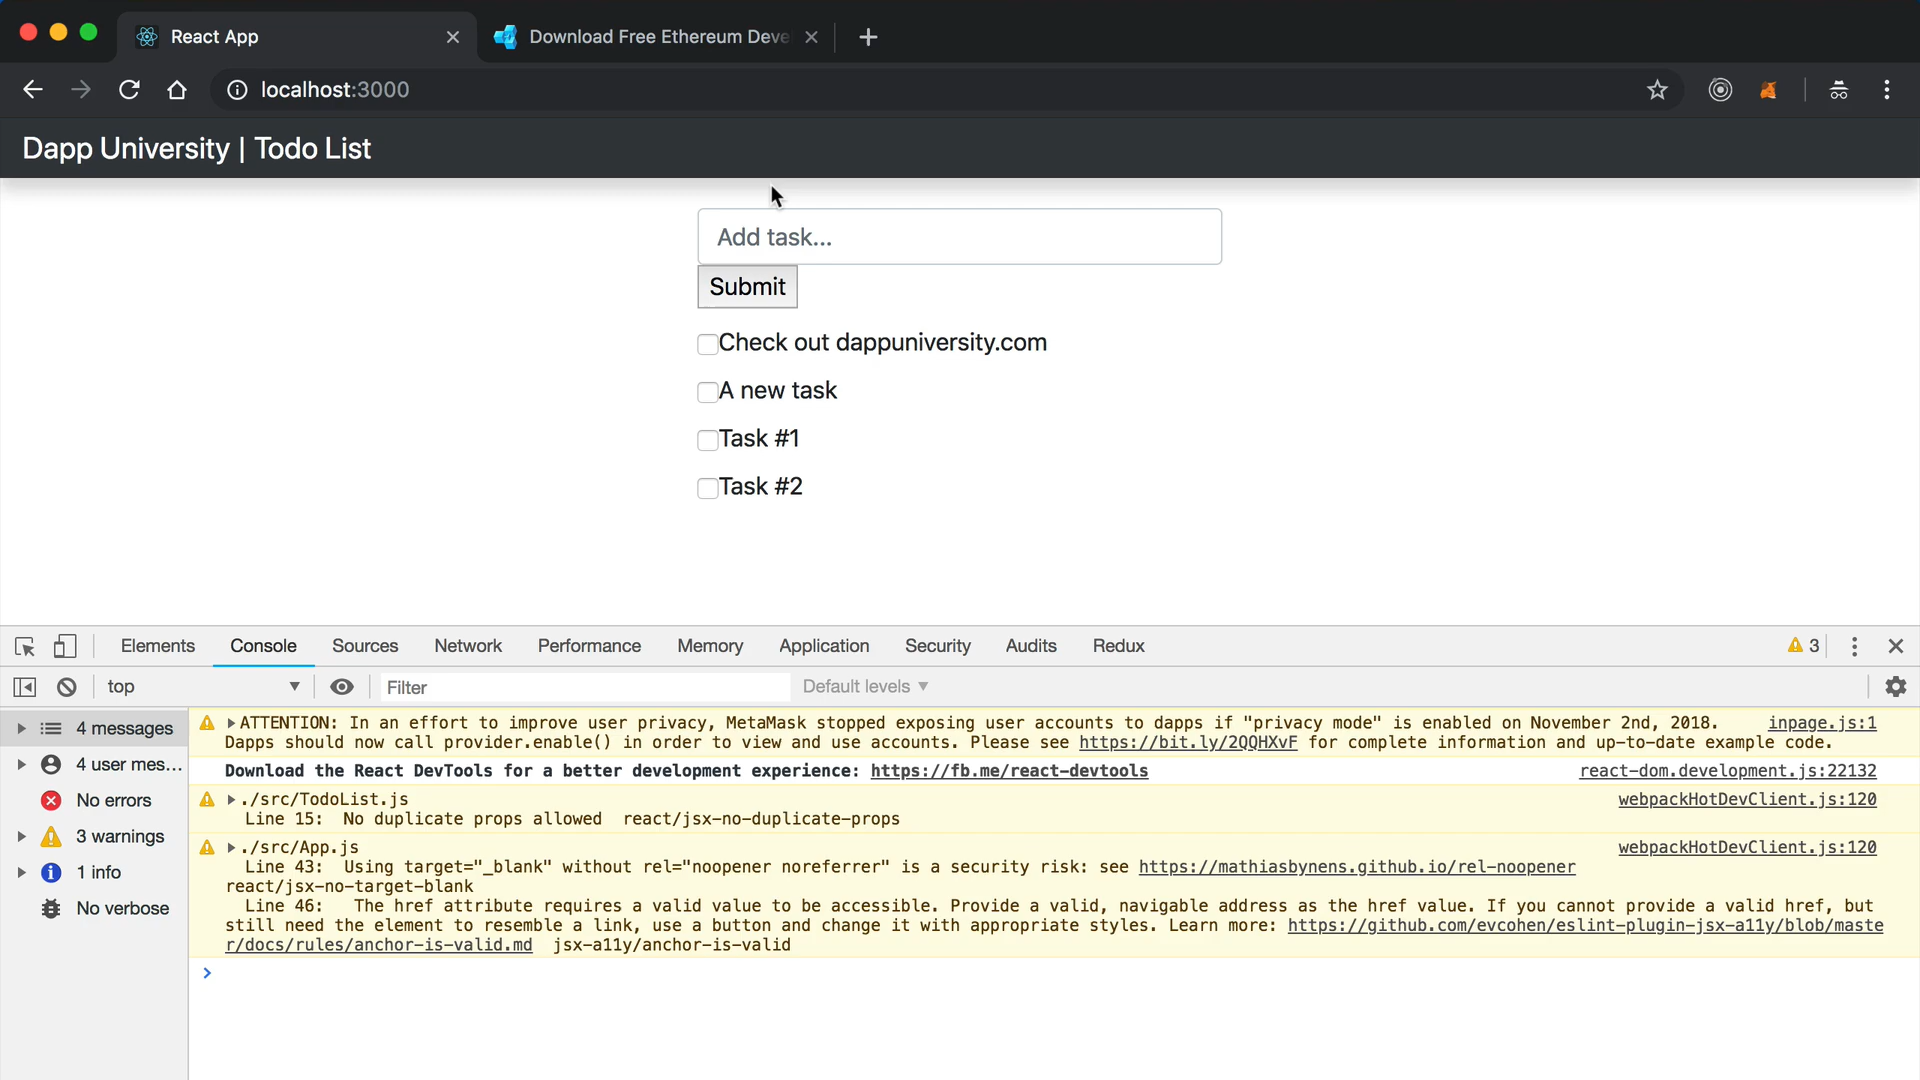 React App
Download Free Ethereum Deve
localhost:3000
Dapp University | Todo List
Add task...
Submit
Check out dappuniversity.com
A new task
Task #1
Task #2
Elements Console Sources Network Performance Memory Application Security Audits Redux 3
top Filter Default levels
4 messages
4 user mes...
No errors
3 warnings
1 info
No verbose
ATTENTION: In an effort to improve user privacy, MetaMask stopped exposing user accounts to dapps if "privacy mode" is enabled on November 2nd, 2018. inpage.js:1
Dapps should now call provider.enable() in order to view and use accounts. Please see https://bit.ly/2QQHXvF for complete information and up-to-date example code.
Download the React DevTools for a better development experience: https://fb.me/react-devtools react-dom.development.js:22132
./src/TodoList.js webpackHotDevClient.js:120
Line 15: No duplicate props allowed react/jsx-no-duplicate-props
./src/App.js webpackHotDevClient.js:120
Line 43: Using target="_blank" without rel="noopener noreferrer" is a security risk: see https://mathiasbynens.github.io/rel-noopener
react/jsx-no-target-blank
Line 46: The href attribute requires a valid value to be accessible. Provide a valid, navigable address as the href value. If you cannot provide a valid href, but
still need the element to resemble a link, use a button and change it with appropriate styles. Learn more: https://github.com/evcohen/eslint-plugin-jsx-a11y/blob/maste
r/docs/rules/anchor-is-valid.md jsx-a11y/anchor-is-valid